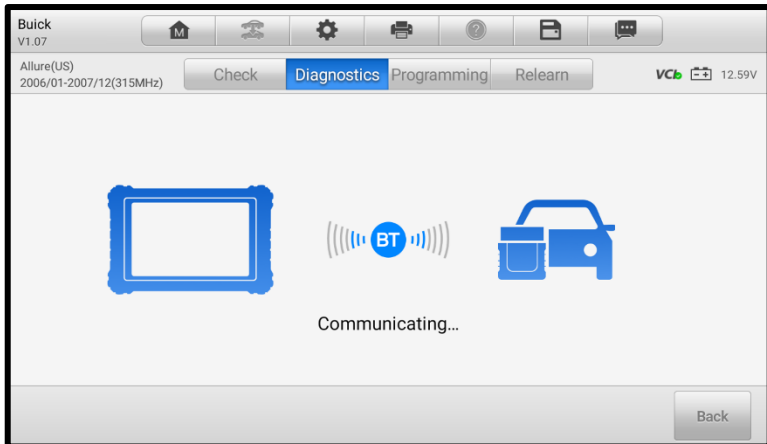 Buick
V1.07
M
Allure(US)
2006/01-2007/12(315MHz)
Check
Diagnostics
Programming
Relearn
VCI
12.59V
BT
Communicating...
Back